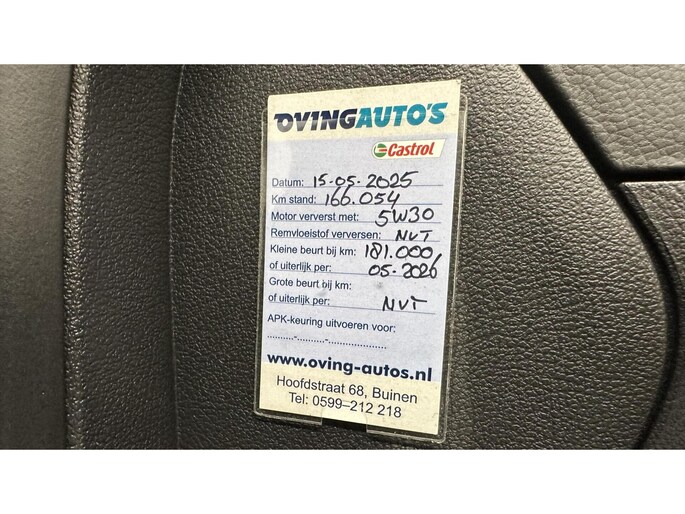 OVINGAUTO'S
Castrol
Datum: 15-05-2025
Km stand: 166.054
Motor ververst met: 5W30
Remvloeistof verversen: NVT
Kleine beurt bij km: 181.000/
of uiterlijk per: 05-2026
Grote beurt bij km:
of uiterlijk per: NVT
APK-keuring uitvoeren voor:
..........-..........-....................
www.oving-autos.nl
Hoofdstraat 68, Buinen
Tel: 0599-212 218